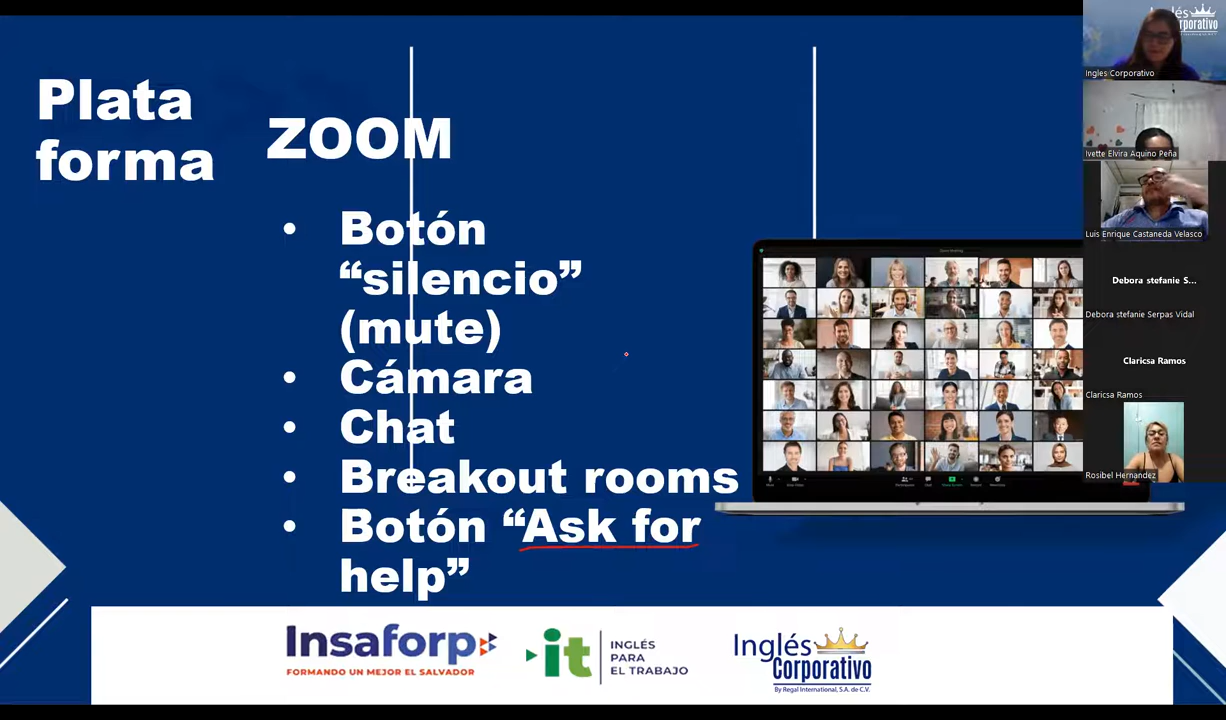 Plata
forma
ZOOM
• Botón
“silencio”
(mute)
• Cámara
• Chat
• Breakout rooms
• Botón “Ask for
help”
Insaforp
FORMANDO UN MEJOR EL SALVADOR
it
INGLÉS
PARA
EL TRABAJO
Inglés
Corporativo
By Regal International, S.A. de C.V.
Inglés
Corporativo
Ingles Corporativo
Ivette Elvira Aquino Peña
Luis Enrique Castaneda Velasco
Debora stefanie S...
Debora stefanie Serpas Vidal
Claricsa Ramos
Claricsa Ramos
Rosibel Hernandez